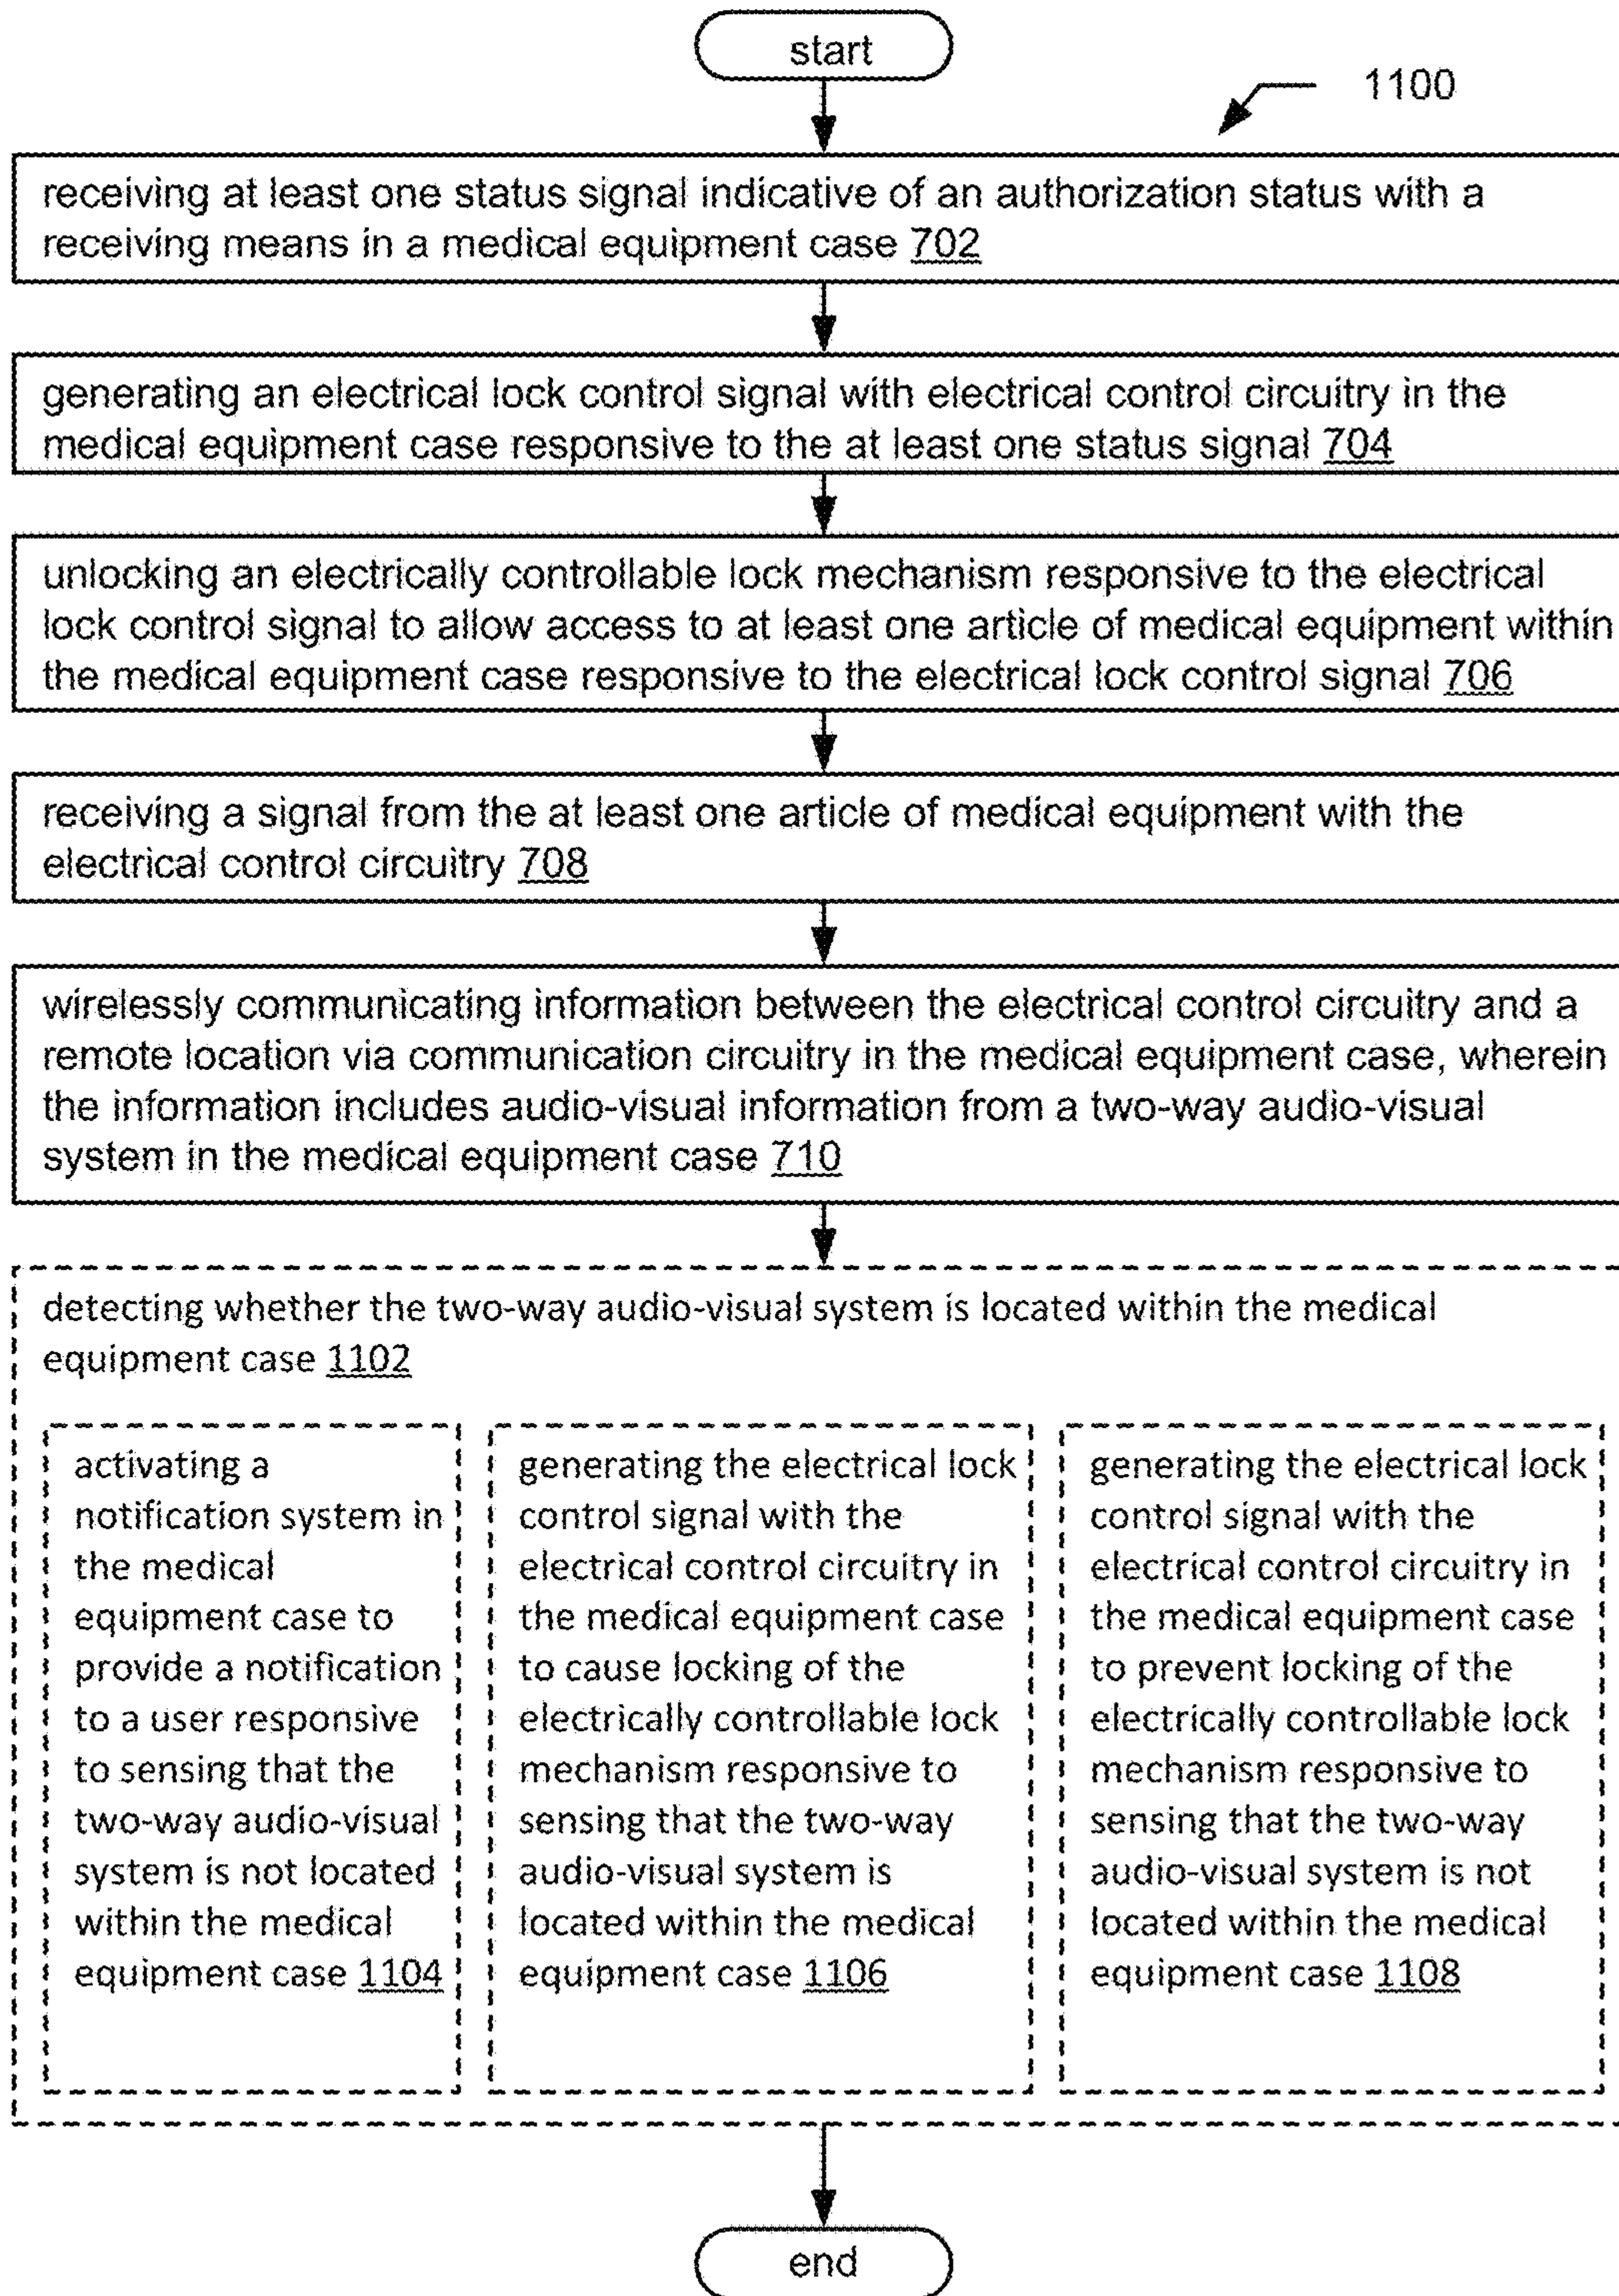 start
1100
receiving at least one status signal indicative of an authorization status with a
receiving means in a medical equipment case 702
generating an electrical lock control signal with electrical control circuitry in the
medical equipment case responsive to the at least one status signal 704
unlocking an electrically controllable lock mechanism responsive to the electrical
lock control signal to allow access to at least one article of medical equipment within
the medical equipment case responsive to the electrical lock control signal 706
receiving a signal from the at least one article of medical equipment with the
electrical control circuitry 708
wirelessly communicating information between the electrical control circuitry and a
remote location via communication circuitry in the medical equipment case, wherein
the information includes audio-visual information from a two-way audio-visual
system in the medical equipment case 710
detecting whether the two-way audio-visual system is located within the medical
equipment case 1102
activating a
notification system in
the medical
equipment case to
provide a notification
to a user responsive
to sensing that the
two-way audio-visual
system is not located
within the medical
equipment case 1104
generating the electrical lock
control signal with the
electrical control circuitry in
the medical equipment case
to cause locking of the
electrically controllable lock
mechanism responsive to
sensing that the two-way
audio-visual system is
located within the medical
equipment case 1106
generating the electrical lock
control signal with the
electrical control circuitry in
the medical equipment case
to prevent locking of the
electrically controllable lock
mechanism responsive to
sensing that the two-way
audio-visual system is not
located within the medical
equipment case 1108
end